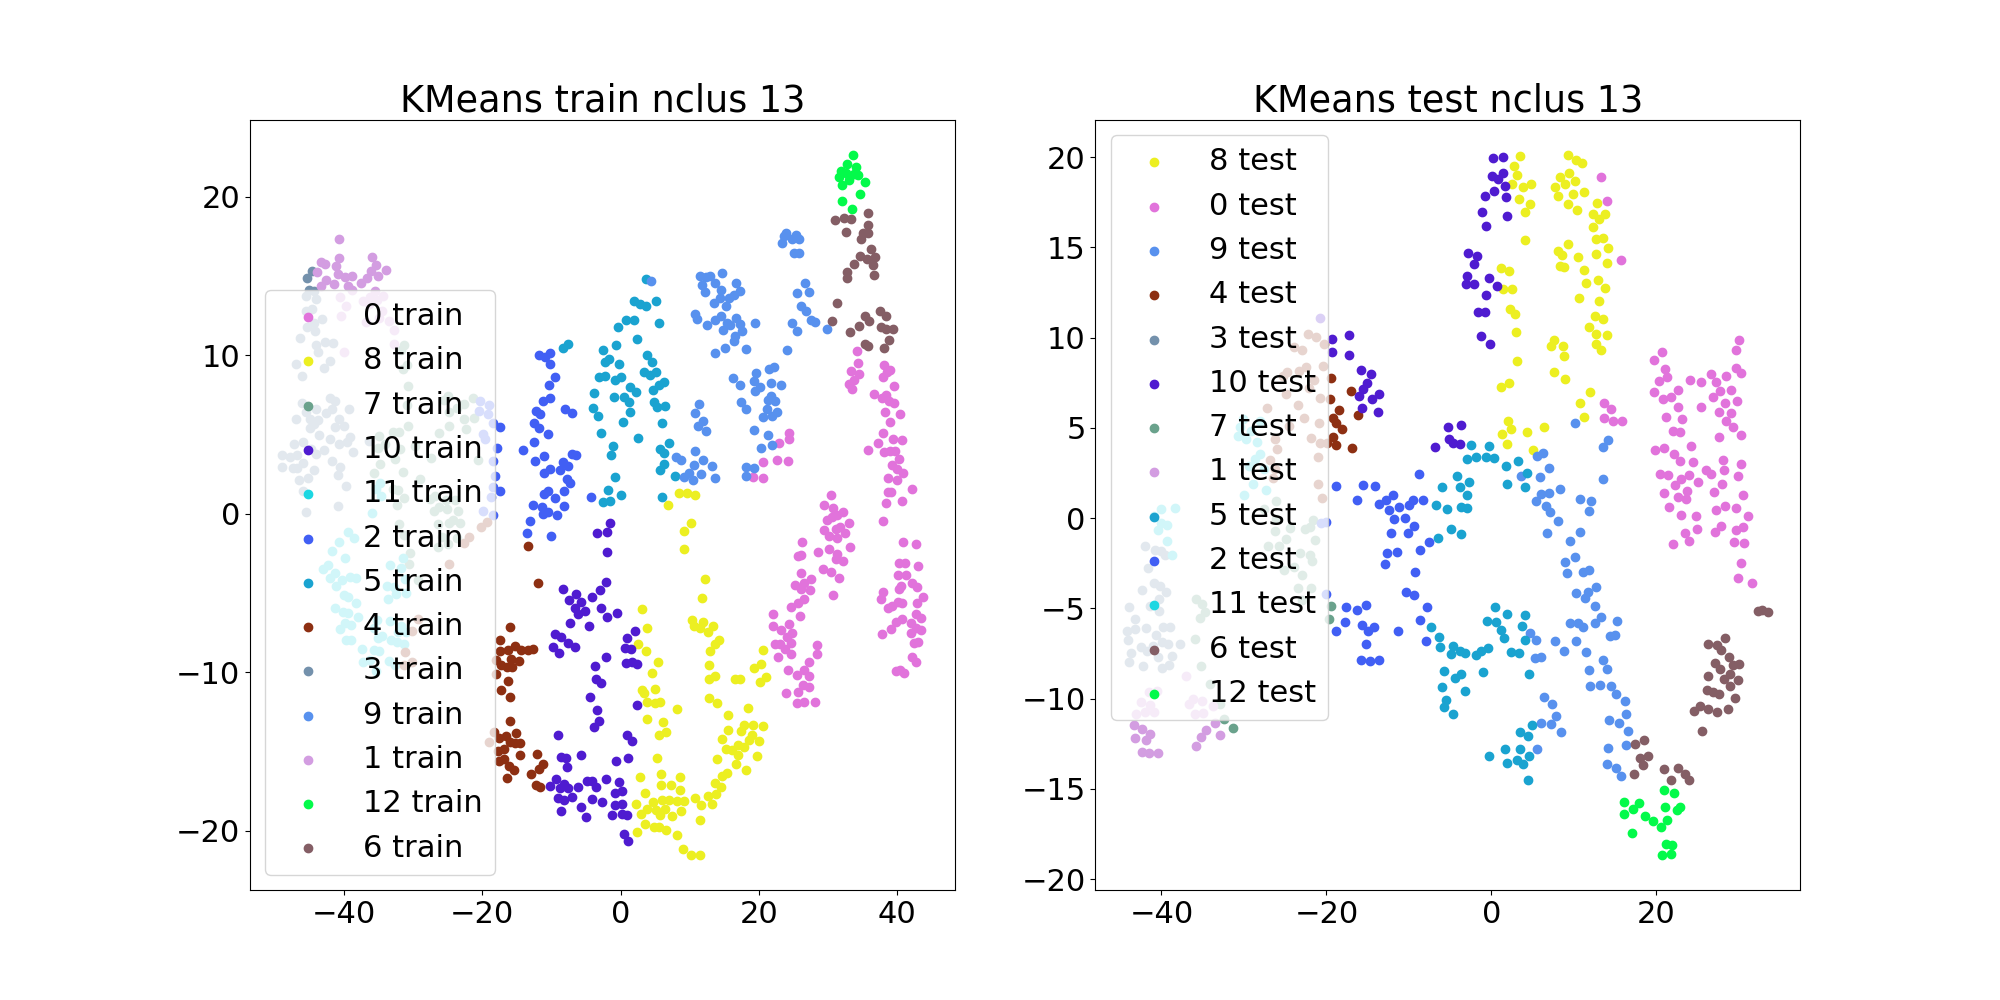 KMeans train nclus 13
20
10
0
−10
−20
−40
−20
0
20
40
0 train
8 train
7 train
10 train
11 train
2 train
5 train
4 train
3 train
9 train
1 train
12 train
6 train
KMeans test nclus 13
20
15
10
5
0
−5
−10
−15
−20
−40
−20
0
20
8 test
0 test
9 test
4 test
3 test
10 test
7 test
1 test
5 test
2 test
11 test
6 test
12 test